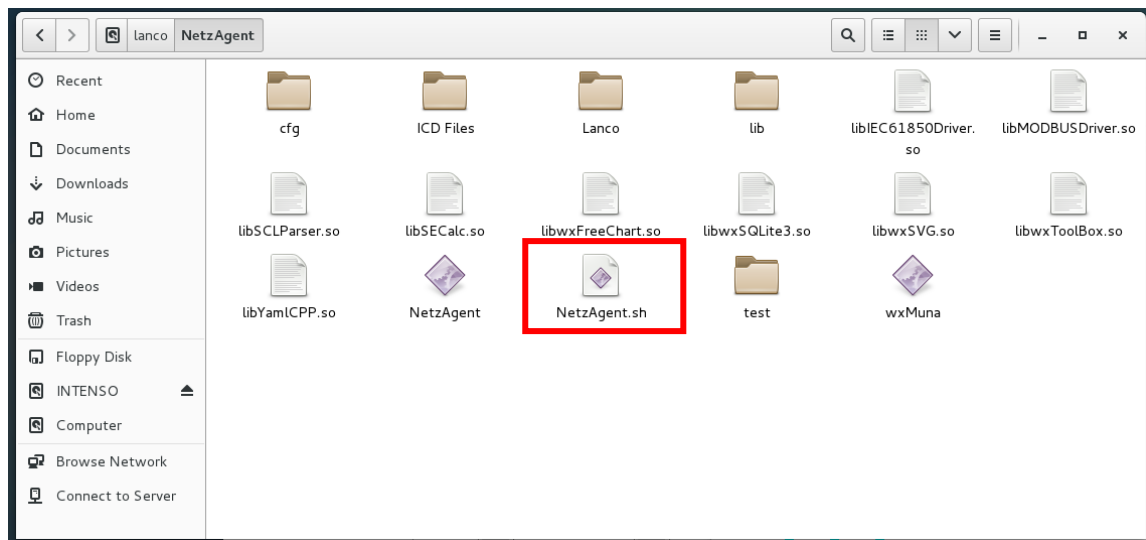 lanco NetzAgent
Recent
Home
Documents
Downloads
Music
Pictures
Videos
Trash
Floppy Disk
INTENSO
Computer
Browse Network
Connect to Server
cfg ICD Files Lanco lib libIEC61850Driver. libMODBUSDriver.so
so
libSCLParser.so libSECalc.so libwxFreeChart.so libwxSQLite3.so libwxSVG.so libwxToolBox.so
libYamlCPP.so NetzAgent NetzAgent.sh test wxMuna